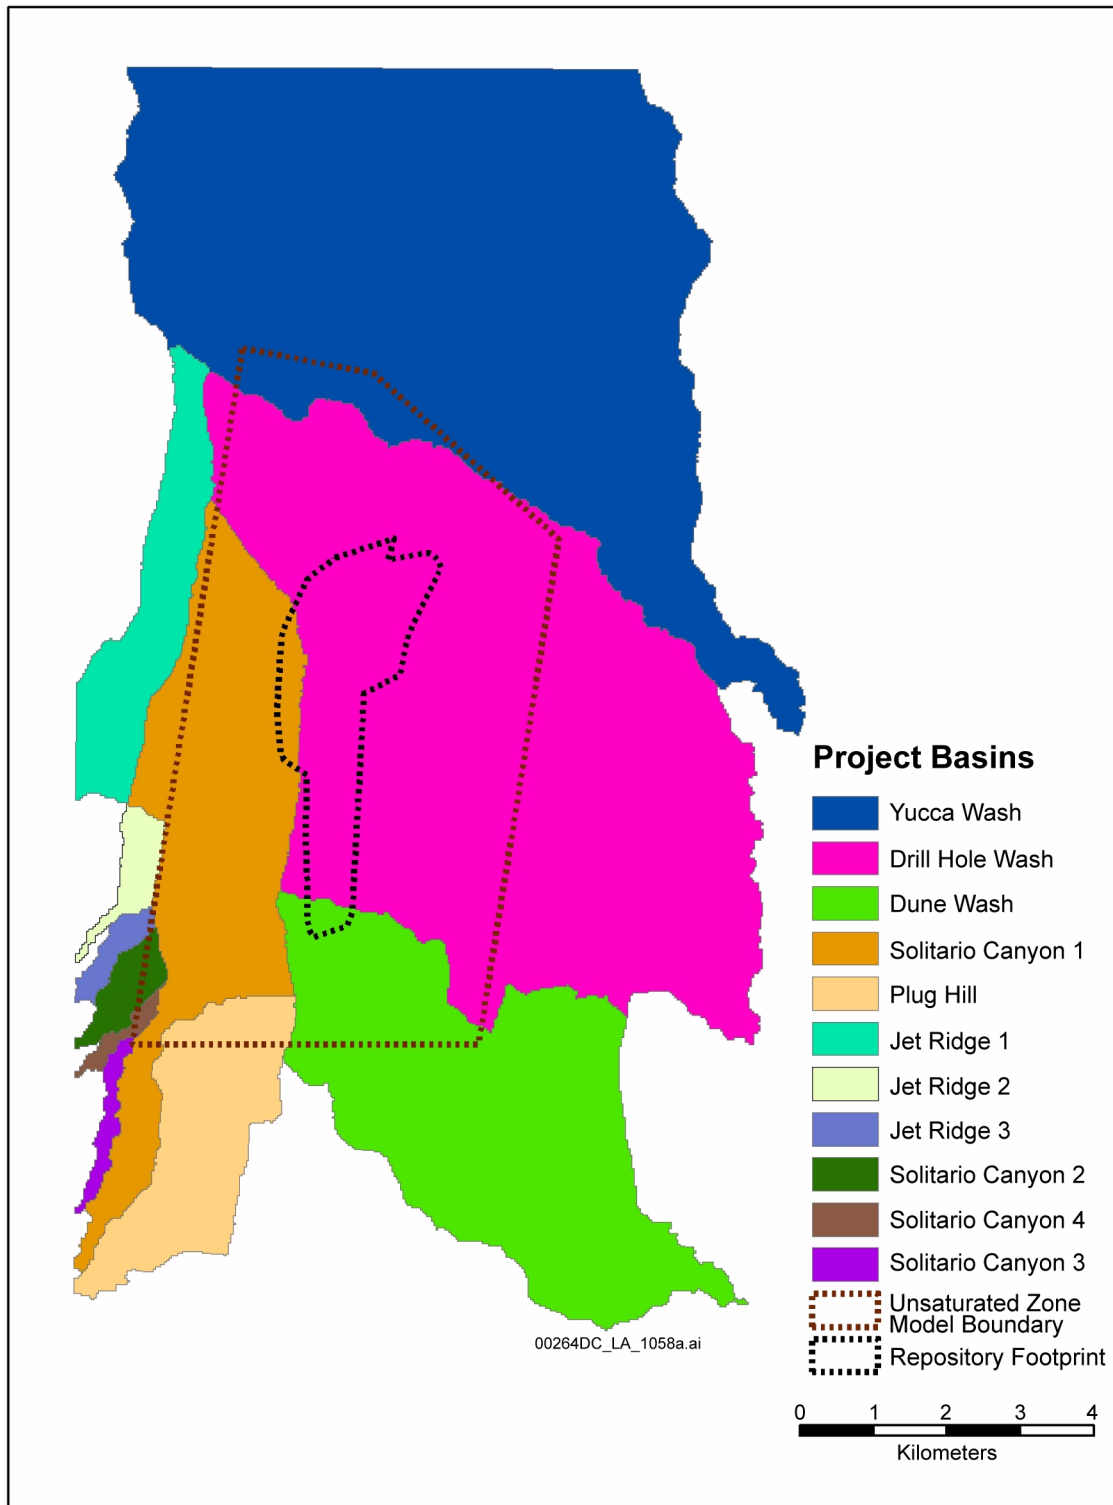 Project Basins
Yucca Wash
Drill Hole Wash
Dune Wash
Solitario Canyon 1
Plug Hill
Jet Ridge 1
Jet Ridge 2
Jet Ridge 3
Solitario Canyon 2
Solitario Canyon 4
Solitario Canyon 3
Unsaturated Zone
Model Boundary
Repository Footprint
00264DC_LA_1058a.ai
0 1 2 3 4
Kilometers